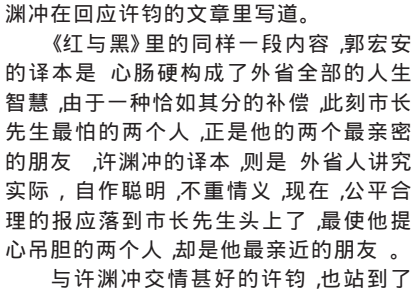 渊冲在回应许钧的文章里写道。
《红与黑》里的同样一段内容,郭宏安
的译本是 心肠硬构成了外省全部的人生
智慧,由于一种恰如其分的补偿,此刻市长
先生最怕的两个人,正是他的两个最亲密
的朋友 ,许渊冲的译本,则是 外省人讲究
实际，自作聪明,不重情义,现在,公平合
理的报应落到市长先生头上了,最使他提
心吊胆的两个人,却是他最亲近的朋友 。
与许渊冲交情甚好的许钧,也站到了